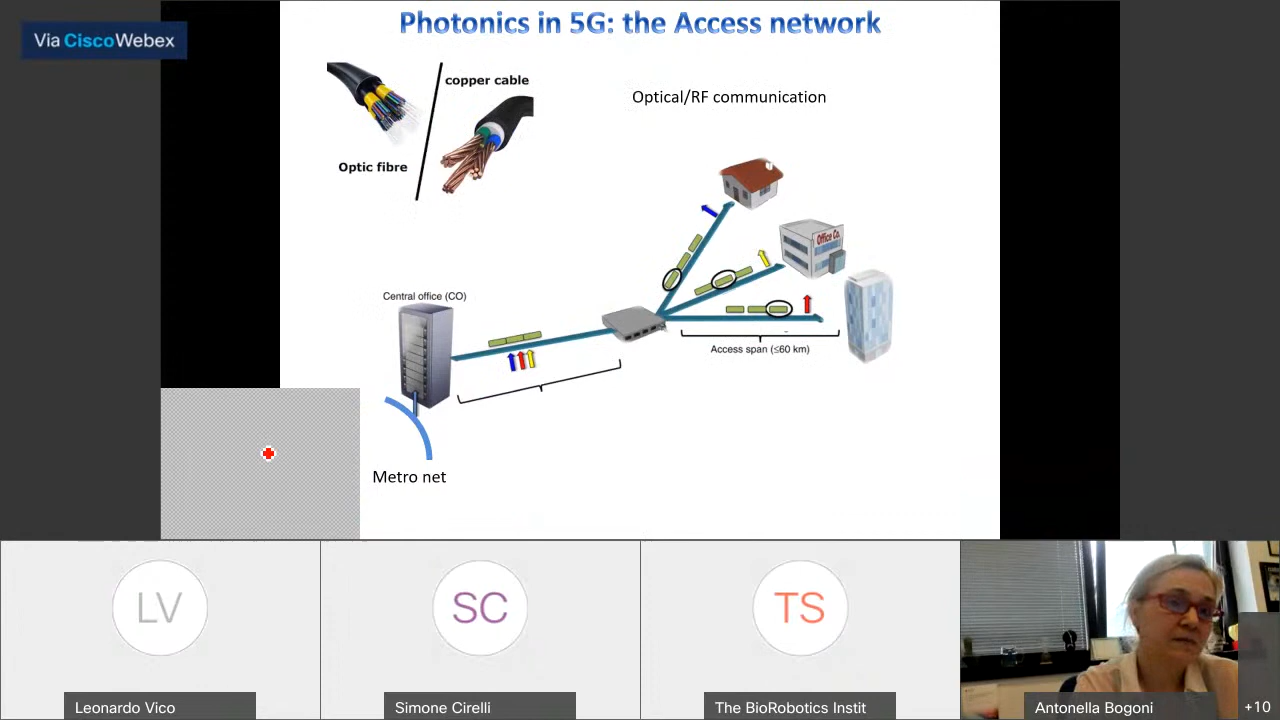 Photonics in 5G: the Access network
Via CiscoWebex
copper cable
Optical/RF communication
Optic fibre
Office Co.
Central office (CO)
Access span (≤60 km)
Metro net
LV
SC
TS
Leonardo Vico
Simone Cirelli
The BioRobotics Instit
Antonella Bogoni
+10